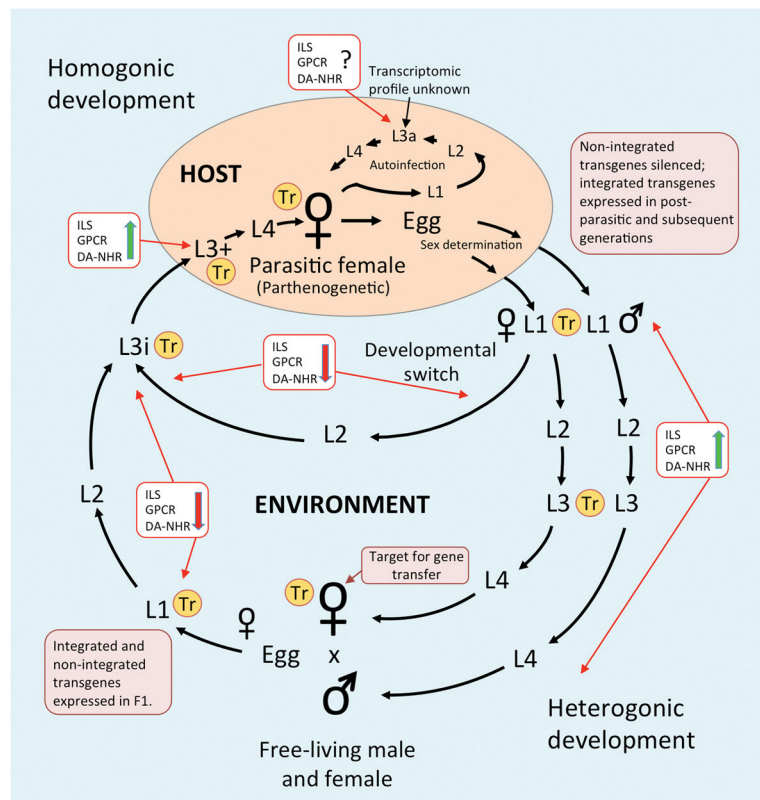 Homogonic
development
ILS
GPCR
DA-NHR
?
Transcriptomic
profile unknown
L3a
L4
L2
Autoinfection
HOST
Tr
L1
L4
Egg
Sex determination
L3+
Tr
Parasitic female
(Parthenogenetic)
ILS
GPCR
DA-NHR
Non-integrated
transgenes silenced;
integrated transgenes
expressed in post-
parasitic and subsequent
generations
♀ L1 Tr L1 ♂
L3i Tr
ILS
GPCR
DA-NHR
Developmental
switch
L2
L2
L2
ILS
GPCR
DA-NHR
L2
ILS
GPCR
DA-NHR
ENVIRONMENT
L3 Tr L3
Target for gene
transfer
Tr ♀
L4
L1 Tr
♀
Egg
x
L4
♂
Integrated and
non-integrated
transgenes
expressed in F1.
Heterogonic
development
Free-living male
and female